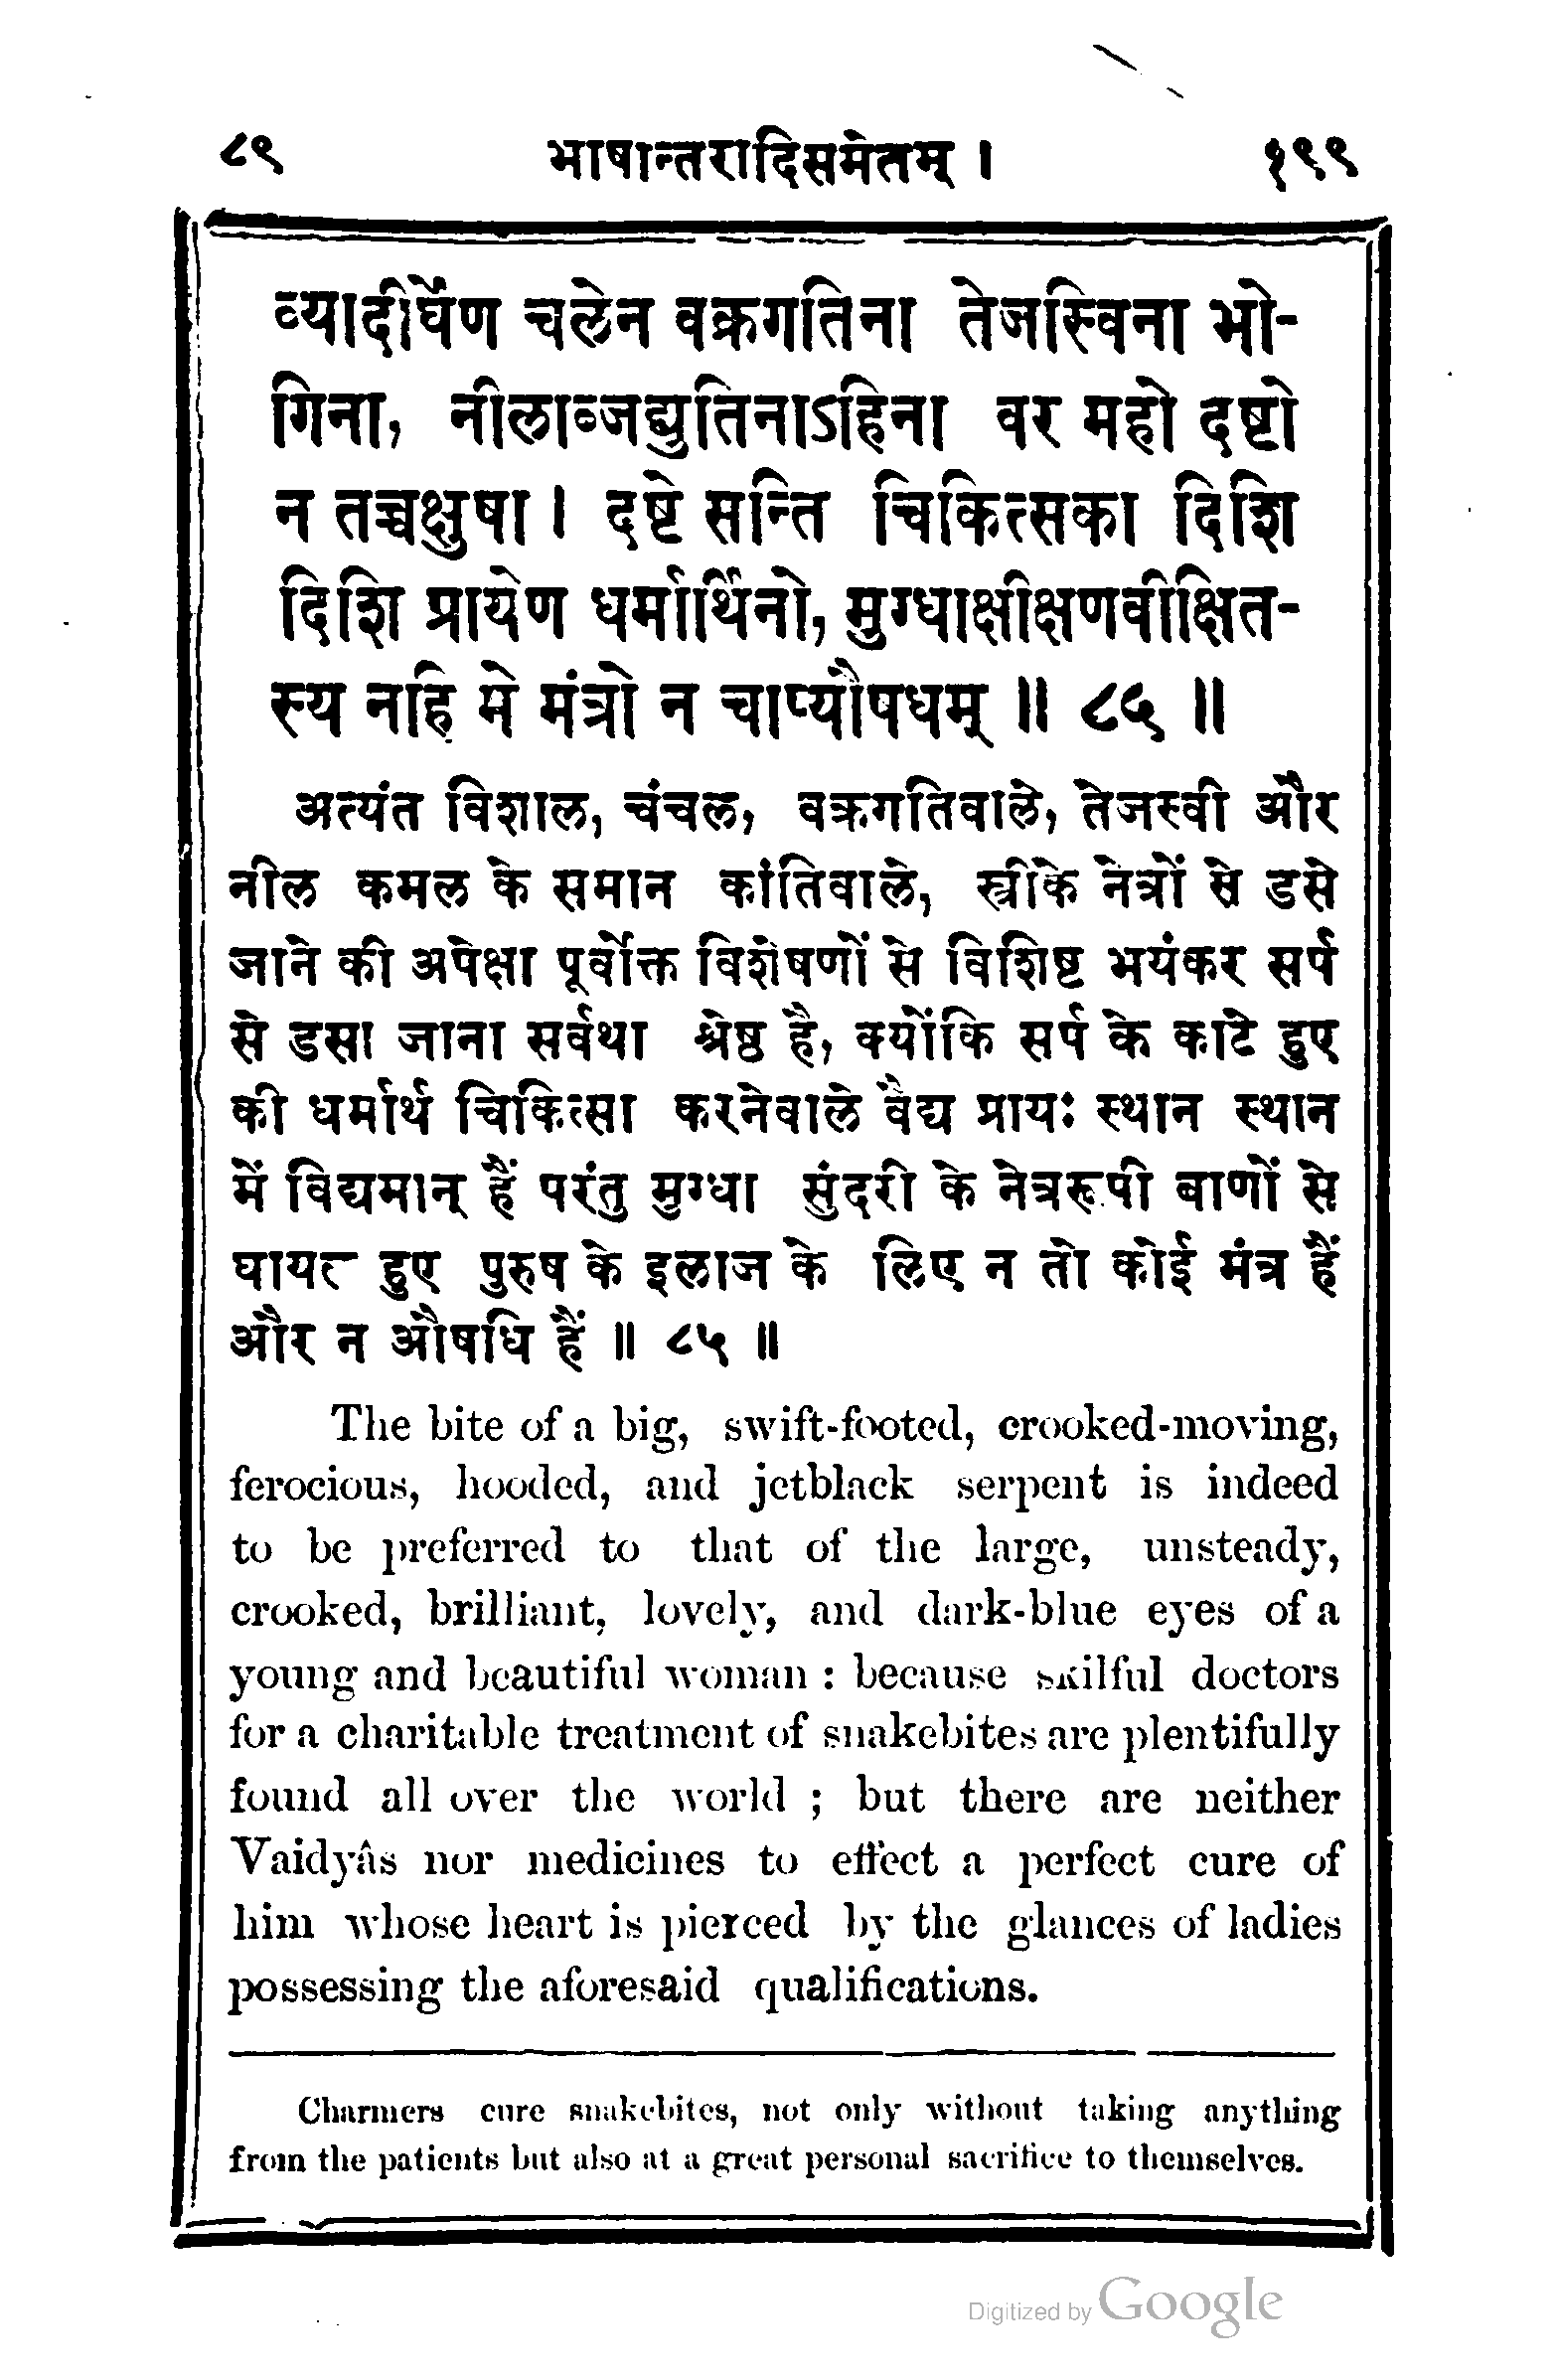 ८९ भाषान्तरादिसमेतम् । १९९
व्यादीर्घेण चलेन वक्रगतिना तेजस्विना भो-
गिना, नीलाब्जद्युतिनाऽहिना वर महो दष्टो
न तच्चक्षुषा । दष्टे सन्ति चिकित्सका दिशि
दिशि प्रायेण धर्मार्थिनो, मुग्धाक्षीक्षणवीक्षित-
स्य नहि मे मंत्रो न चाप्यौषधम् ॥ ८५ ॥
अत्यंत विशाल, चंचल, वक्रगतिवाले, तेजस्वी और
नील कमल के समान कांतिवाले, स्त्रीके नेत्रों से डसे
जाने की अपेक्षा पूर्वोक्त विशेषणों से विशिष्ट भयंकर सर्प
से डसा जाना सर्वथा श्रेष्ठ है, क्योंकि सर्प के काटे हुए
की धर्मार्थ चिकित्सा करनेवाले वैद्य प्रायः स्थान स्थान
में विद्यमान् हैं परंतु मुग्धा सुंदरी के नेत्ररूपी बाणों से
घायल हुए पुरुष के इलाज के लिए न तो कोई मंत्र हैं
और न औषधि हैं ॥ ८५ ॥
The bite of a big, swift-footed, crooked-moving,
ferocious, hooded, and jetblack serpent is indeed
to be preferred to that of the large, unsteady,
crooked, brilliant, lovely, and dark-blue eyes of a
young and beautiful woman : because skilful doctors
for a charitable treatment of snakebites are plentifully
found all over the world ; but there are neither
Vaidyâs nor medicines to effect a perfect cure of
him whose heart is pierced by the glances of ladies
possessing the aforesaid qualifications.
Charmers cure snakebites, not only without taking anything
from the patients but also at a great personal sacrifice to themselves.
Digitized by Google